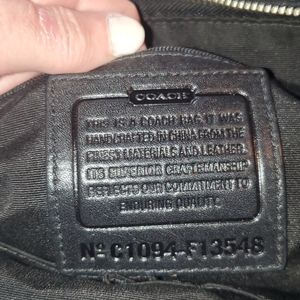 COACH
THIS IS A COACH BAG. IT WAS
HANDCRAFTED IN CHINA FROM THE
FINEST MATERIALS AND LEATHER.
ITS SUPERIOR CRAFTSMANSHIP
REFLECTS OUR COMMITMENT TO
ENDURING QUALITY.
Nº C1094-F13548